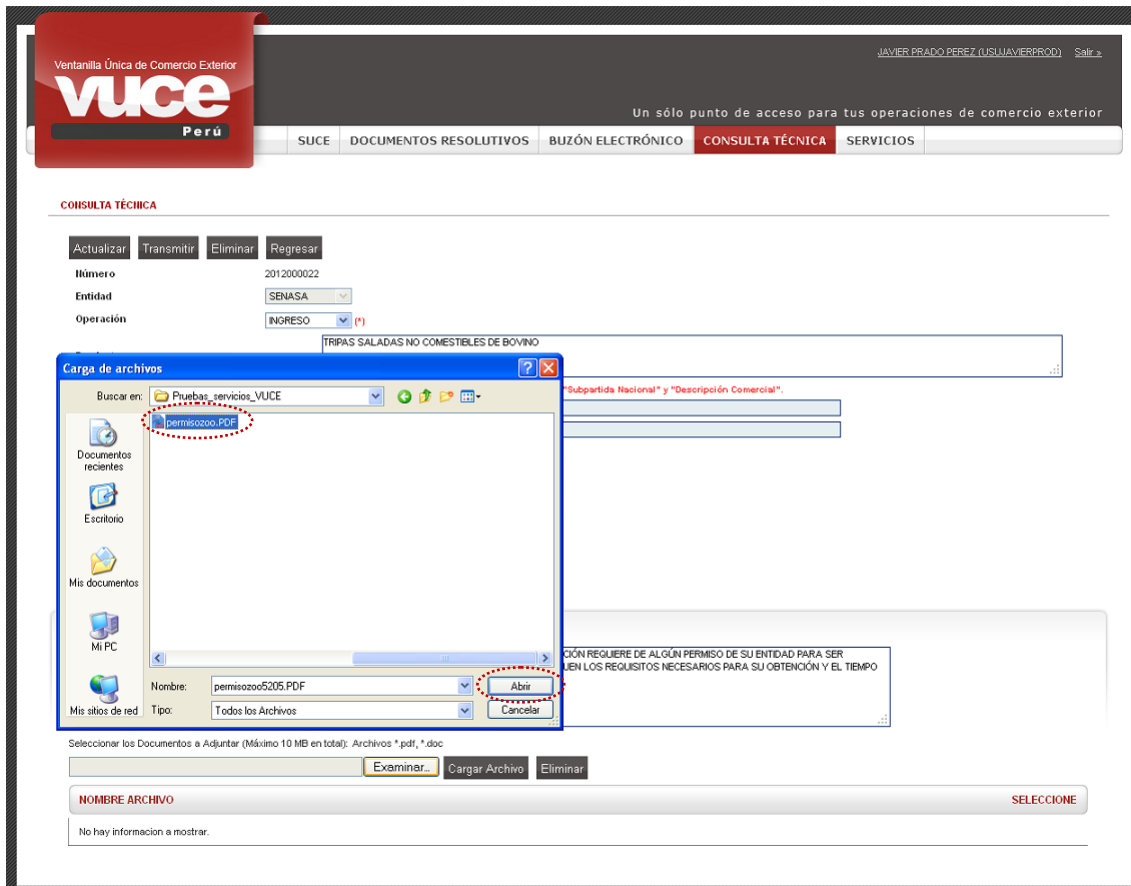 JAVIER PRADO PEREZ (USUJAVIERPROD) Salir »
Ventanilla Única de Comercio Exterior
vuce
Perú
Un sólo punto de acceso para tus operaciones de comercio exterior
SUCE DOCUMENTOS RESOLUTIVOS BUZÓN ELECTRÓNICO CONSULTA TÉCNICA SERVICIOS
CONSULTA TÉCNICA
Actualizar Transmitir Eliminar Regresar
Número 2012000022
Entidad SENASA
Operación INGRESO (*)
TRIPAS SALADAS NO COMESTIBLES DE BOVINO
Carga de archivos
"Subpartida Nacional" y "Descripción Comercial".
Buscar en: Pruebas_servicios_VUCE
permisozoo.PDF
Documentos
recientes
Escritorio
Mis documentos
Mi PC
Mis sitios de red
Nombre: permisozoo5205.PDF Abrir
Tipo: Todos los Archivos Cancelar
CIÓN REQUIERE DE ALGÚN PERMISO DE SU ENTIDAD PARA SER
UEN LOS REQUISITOS NECESARIOS PARA SU OBTENCIÓN Y EL TIEMPO
Seleccionar los Documentos a Adjuntar (Máximo 10 MB en total): Archivos *.pdf, *.doc
Examinar... Cargar Archivo Eliminar
NOMBRE ARCHIVO SELECCIONE
No hay informacion a mostrar.